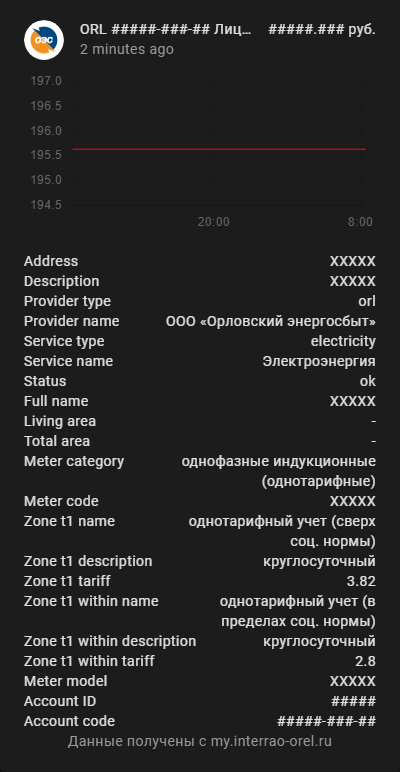 ОЭС
ORL #####-###-## Лиц… #####.### руб.
2 minutes ago
197.0
196.5
196.0
195.5
195.0
194.5
20:00 8:00
Address XXXXX
Description XXXXX
Provider type orl
Provider name ООО «Орловский энергосбыт»
Service type electricity
Service name Электроэнергия
Status ok
Full name XXXXX
Living area -
Total area -
Meter category однофазные индукционные
(однотарифные)
Meter code XXXXX
Zone t1 name однотарифный учет (сверх
соц. нормы)
Zone t1 description круглосуточный
Zone t1 tariff 3.82
Zone t1 within name однотарифный учет (в
пределах соц. нормы)
Zone t1 within description круглосуточный
Zone t1 within tariff 2.8
Meter model XXXXX
Account ID #####
Account code #####-###-##
Данные получены с my.interrao-orel.ru